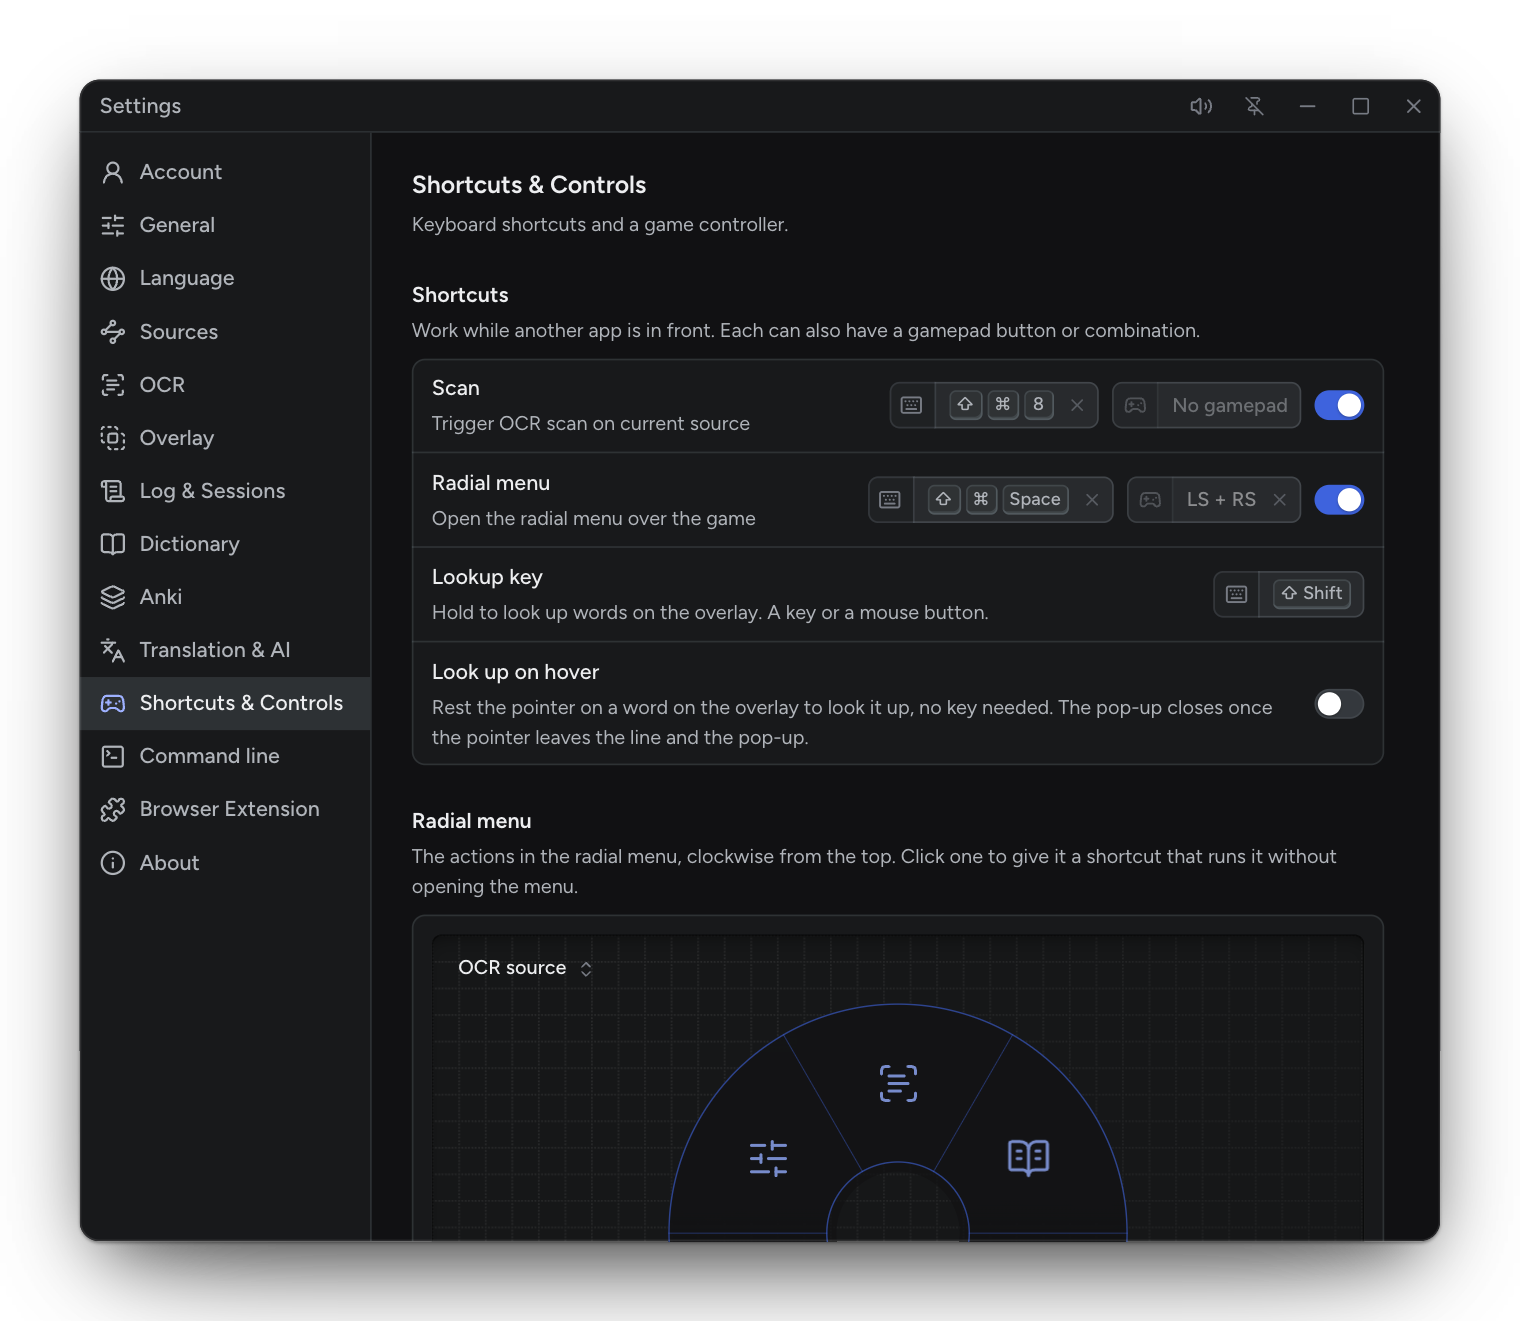 Settings
Account
General
Language
Sources
OCR
Overlay
Log & Sessions
Dictionary
Anki
Translation & AI
Shortcuts & Controls
Command line
Browser Extension
About
Shortcuts & Controls
Keyboard shortcuts and a game controller.
Shortcuts
Work while another app is in front. Each can also have a gamepad button or combination.
Scan
Trigger OCR scan on current source
⇧ ⌘ 8
No gamepad
Radial menu
Open the radial menu over the game
⇧ ⌘ Space
LS + RS
Lookup key
Hold to look up words on the overlay. A key or a mouse button.
⇧ Shift
Look up on hover
Rest the pointer on a word on the overlay to look it up, no key needed. The pop-up closes once
the pointer leaves the line and the pop-up.
Radial menu
The actions in the radial menu, clockwise from the top. Click one to give it a shortcut that runs it without
opening the menu.
OCR source